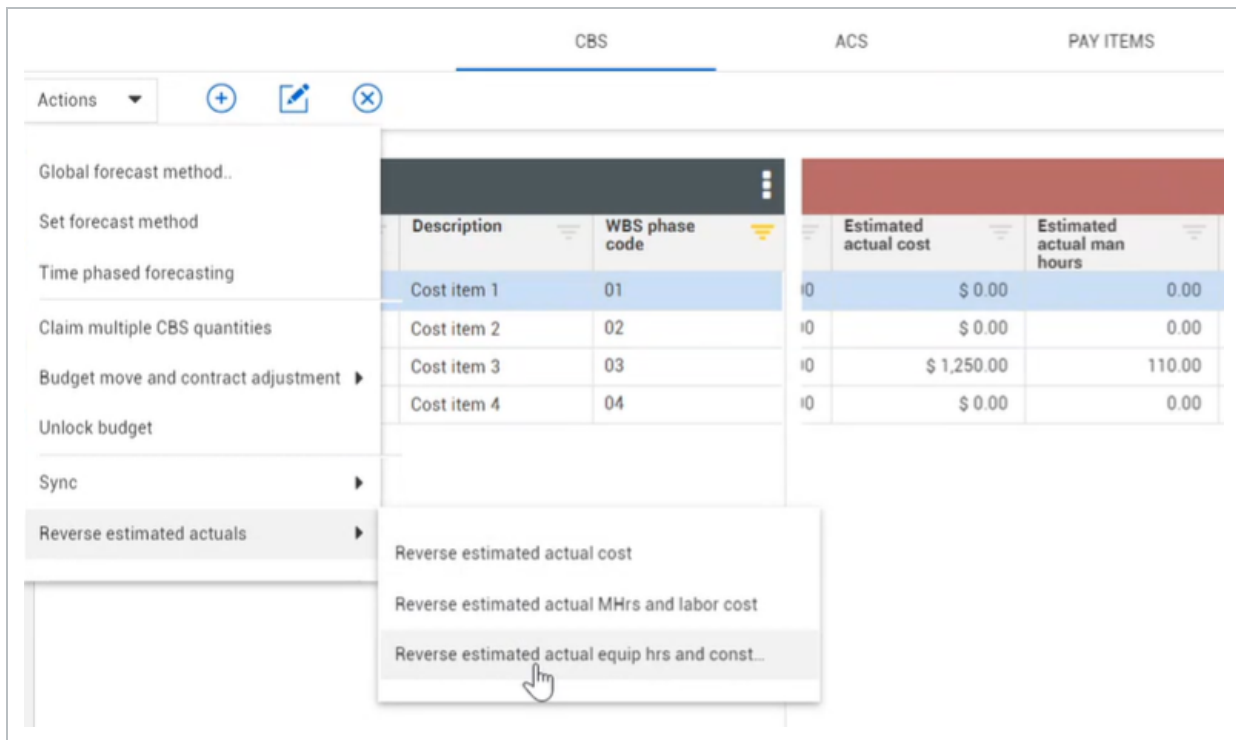 CBS ACS PAY ITEMS
Actions
Global forecast method..
Set forecast method
Time phased forecasting
Claim multiple CBS quantities
Budget move and contract adjustment
Unlock budget
Sync
Reverse estimated actuals
Reverse estimated actual cost
Reverse estimated actual MHrs and labor cost
Reverse estimated actual equip hrs and const...
Description WBS phase Estimated Estimated
code actual cost actual man
hours
Cost item 1 01 00 $ 0.00 0.00
Cost item 2 02 00 $ 0.00 0.00
Cost item 3 03 00 $ 1,250.00 110.00
Cost item 4 04 00 $ 0.00 0.00